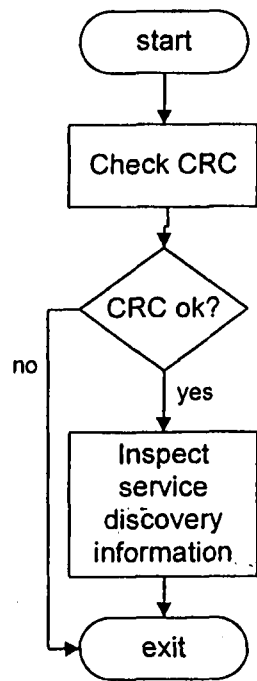 start
Check CRC
CRC ok?
no
yes
Inspect
service
discovery
information
exit